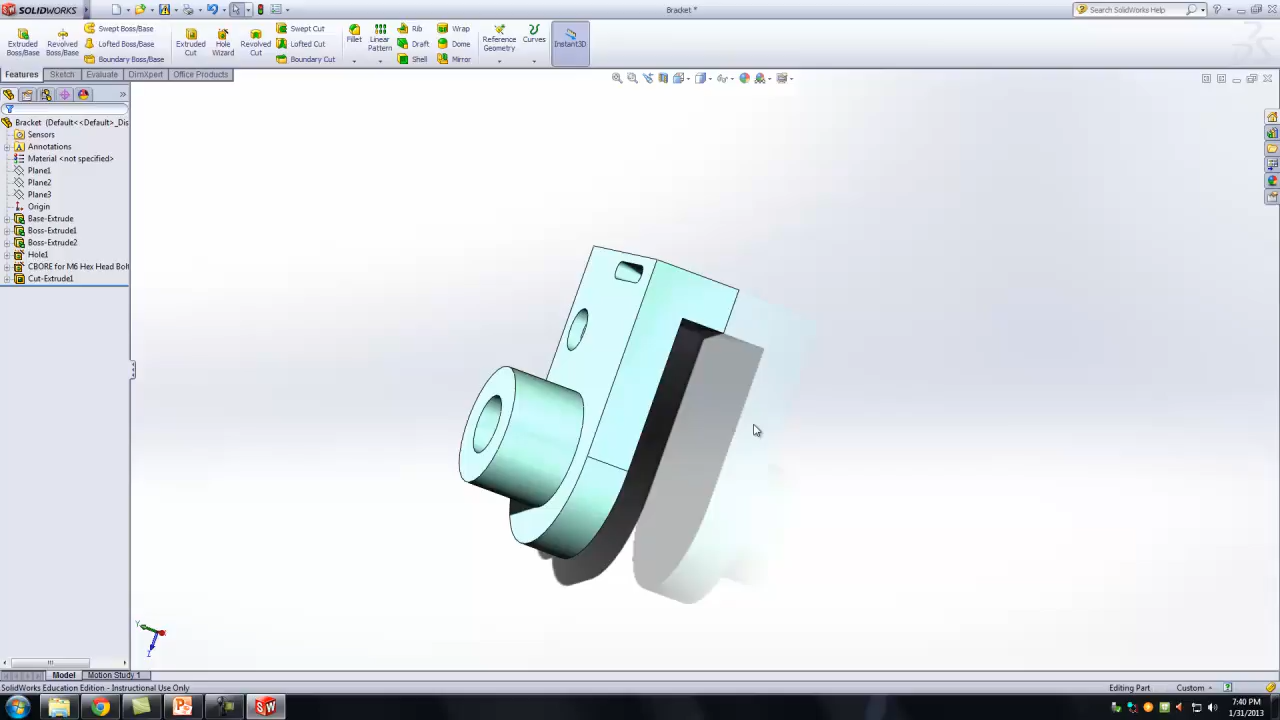 SOLIDWORKS
Bracket *
Search SolidWorks Help
Extruded Boss/Base
Revolved Boss/Base
Swept Boss/Base
Lofted Boss/Base
Boundary Boss/Base
Extruded Cut
Hole Wizard
Revolved Cut
Swept Cut
Lofted Cut
Boundary Cut
Fillet
Linear Pattern
Rib
Draft
Shell
Wrap
Dome
Mirror
Reference Geometry
Curves
Instant3D
Features Sketch Evaluate DimXpert Office Products
Bracket (Default<<Default>_Dis
Sensors
Annotations
Material <not specified>
Plane1
Plane2
Plane3
Origin
Base-Extrude
Boss-Extrude1
Boss-Extrude2
Hole1
CBORE for M6 Hex Head Bolt
Cut-Extrude1
Y
X
Z
Model Motion Study 1
SolidWorks Education Edition - Instructional Use Only
Editing Part Custom
7:40 PM
1/31/2013